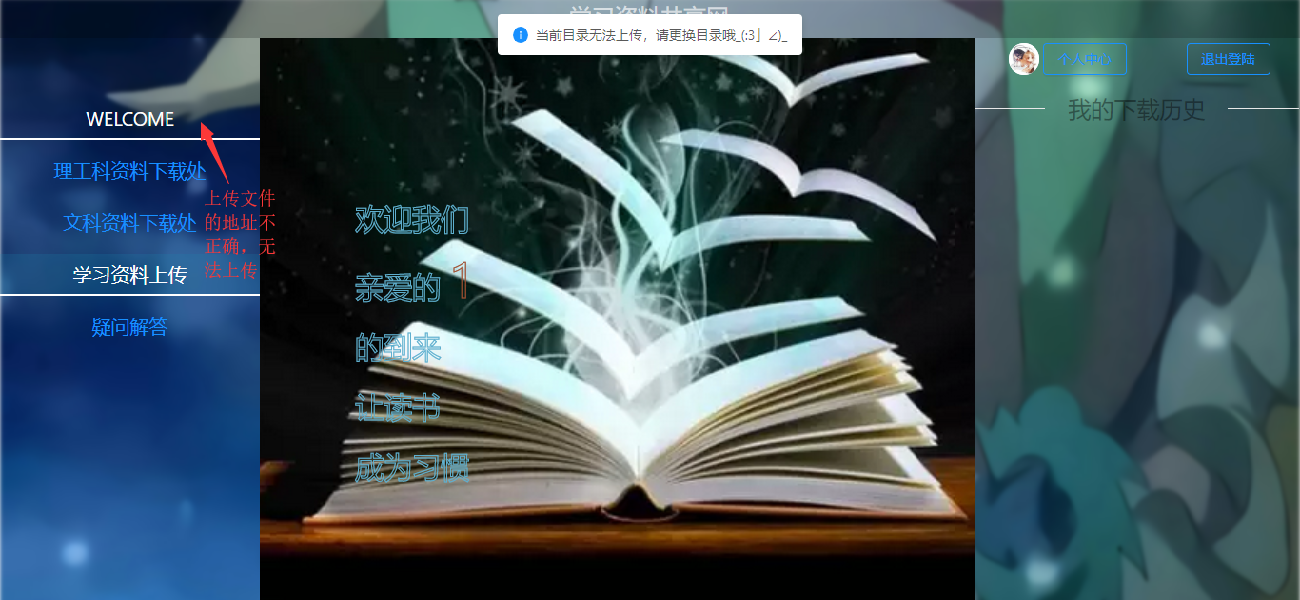 学习资料共享网
当前目录无法上传，请更换目录哦_(:3」∠)_
个人中心
退出登陆
我的下载历史
WELCOME
理工科资料下载处
文科资料下载处
学习资料上传
疑问解答
上传文件
的地址不
正确，无
法上传
欢迎我们
亲爱的 1
的到来
让读书
成为习惯